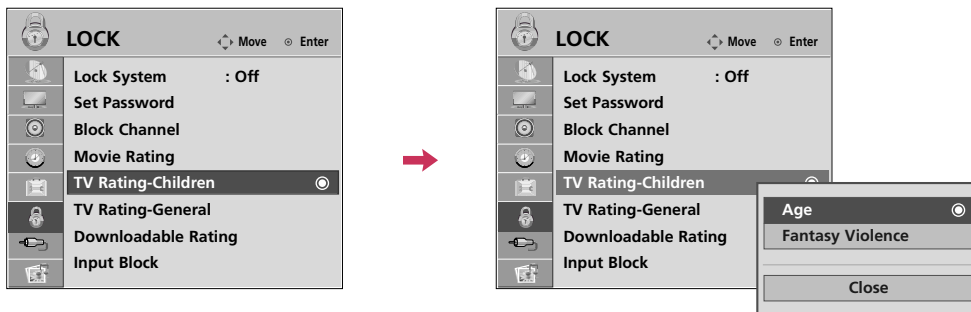 LOCK
Move Enter
Lock System : Off
Set Password
Block Channel
Movie Rating
TV Rating-Children
TV Rating-General
Downloadable Rating
Input Block
LOCK
Move Enter
Lock System : Off
Set Password
Block Channel
Movie Rating
TV Rating-Children
TV Rating-General
Downloadable Rating
Input Block
Age
Fantasy Violence
Close